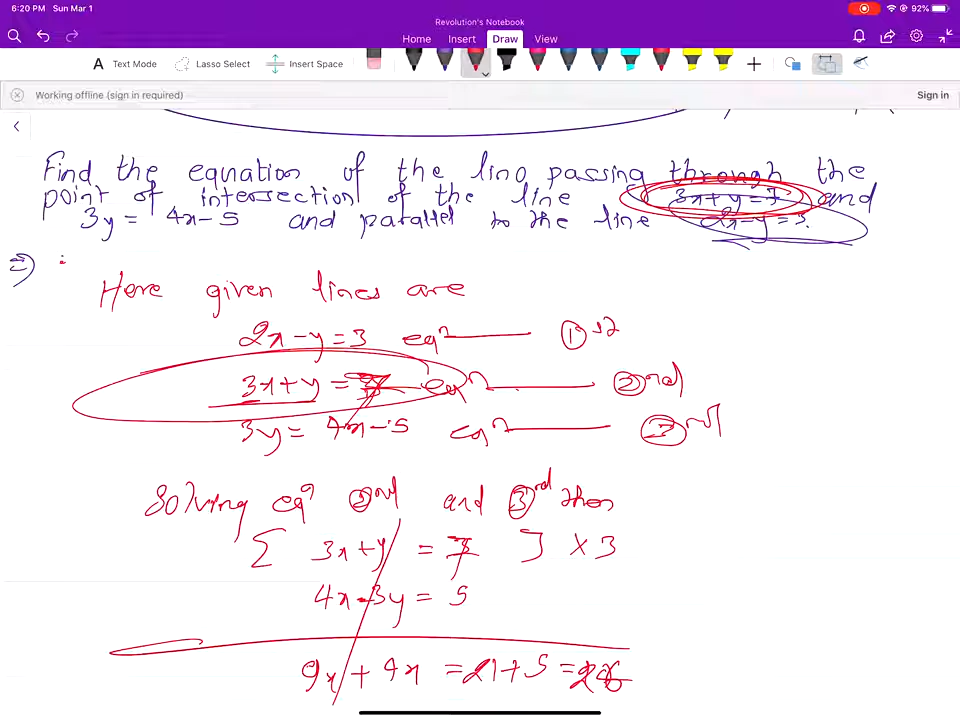 6:20 PM Sun Mar 1
92%
Revolution's Notebook
Home Insert Draw View
Text Mode Lasso Select Insert Space
Working offline (sign in required) Sign in
Find the equation of the line passing through the
point of intersection of the line 3x+y=7 and
3y = 4x-5 and parallel to the line 2x-y=3.
⇒ :
Here given lines are
2x-y=3 eqn ① st
3x+y = 7 eqn ② nd
3y = 4x-5 eqn ③ rd
Solving eqn ② nd and ③ rd then
[ 3x+y = 7 ] × 3
4x-3y = 5
9x + 4x = 21+5 = 26